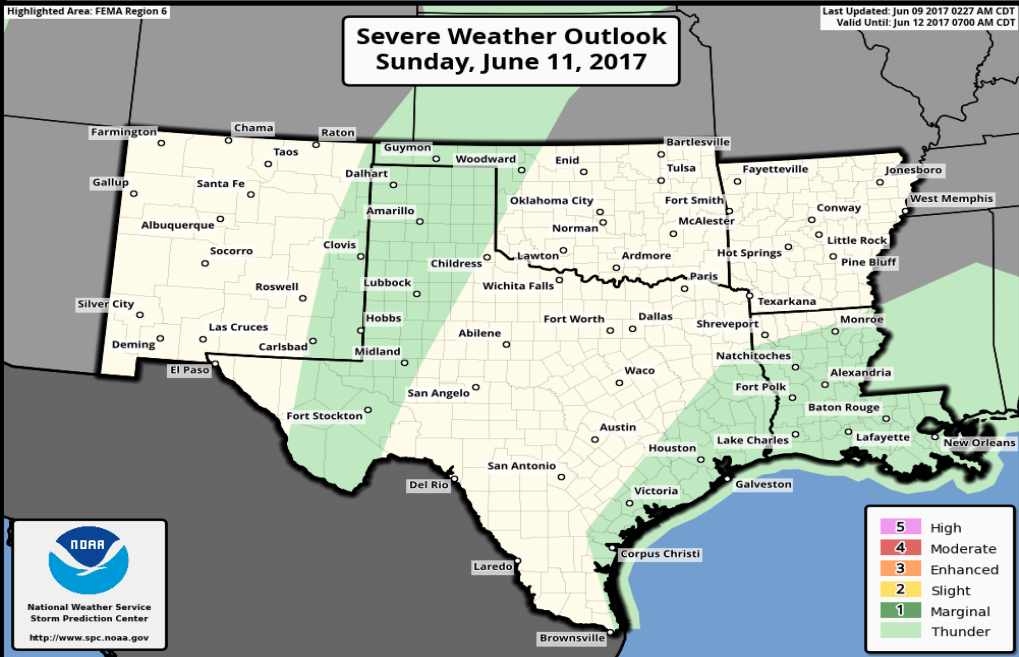 Highlighted Area: FEMA Region 6
Last Updated: Jun 09 2017 0227 AM CDT
Valid Until: Jun 12 2017 0700 AM CDT
Severe Weather Outlook
Sunday, June 11, 2017
Farmington
Chama
Raton
Taos
Guymon
Woodward
Enid
Bartlesville
Tulsa
Fayetteville
Jonesboro
Gallup
Santa Fe
Dalhart
Oklahoma City
Fort Smith
West Memphis
Albuquerque
Amarillo
Norman
McAlester
Conway
Socorro
Clovis
Childress
Lawton
Ardmore
Hot Springs
Little Rock
Pine Bluff
Roswell
Lubbock
Wichita Falls
Paris
Texarkana
Silver City
Las Cruces
Hobbs
Abilene
Fort Worth
Dallas
Shreveport
Monroe
Deming
Carlsbad
Midland
Natchitoches
El Paso
San Angelo
Waco
Fort Polk
Alexandria
Fort Stockton
Austin
Houston
Lake Charles
Baton Rouge
Lafayette
New Orleans
Del Rio
San Antonio
Victoria
Galveston
Laredo
Corpus Christi
Brownsville
NOAA
National Weather Service
Storm Prediction Center
http://www.spc.noaa.gov
5 High
4 Moderate
3 Enhanced
2 Slight
1 Marginal
Thunder